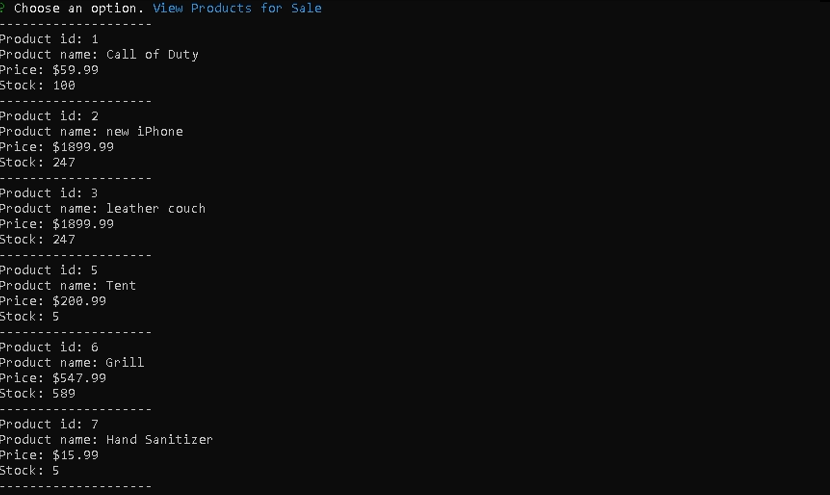 ? Choose an option. View Products for Sale
--------------------
Product id: 1
Product name: Call of Duty
Price: $59.99
Stock: 100
--------------------
Product id: 2
Product name: new iPhone
Price: $1899.99
Stock: 247
--------------------
Product id: 3
Product name: leather couch
Price: $1899.99
Stock: 247
--------------------
Product id: 5
Product name: Tent
Price: $200.99
Stock: 5
--------------------
Product id: 6
Product name: Grill
Price: $547.99
Stock: 589
--------------------
Product id: 7
Product name: Hand Sanitizer
Price: $15.99
Stock: 5
--------------------